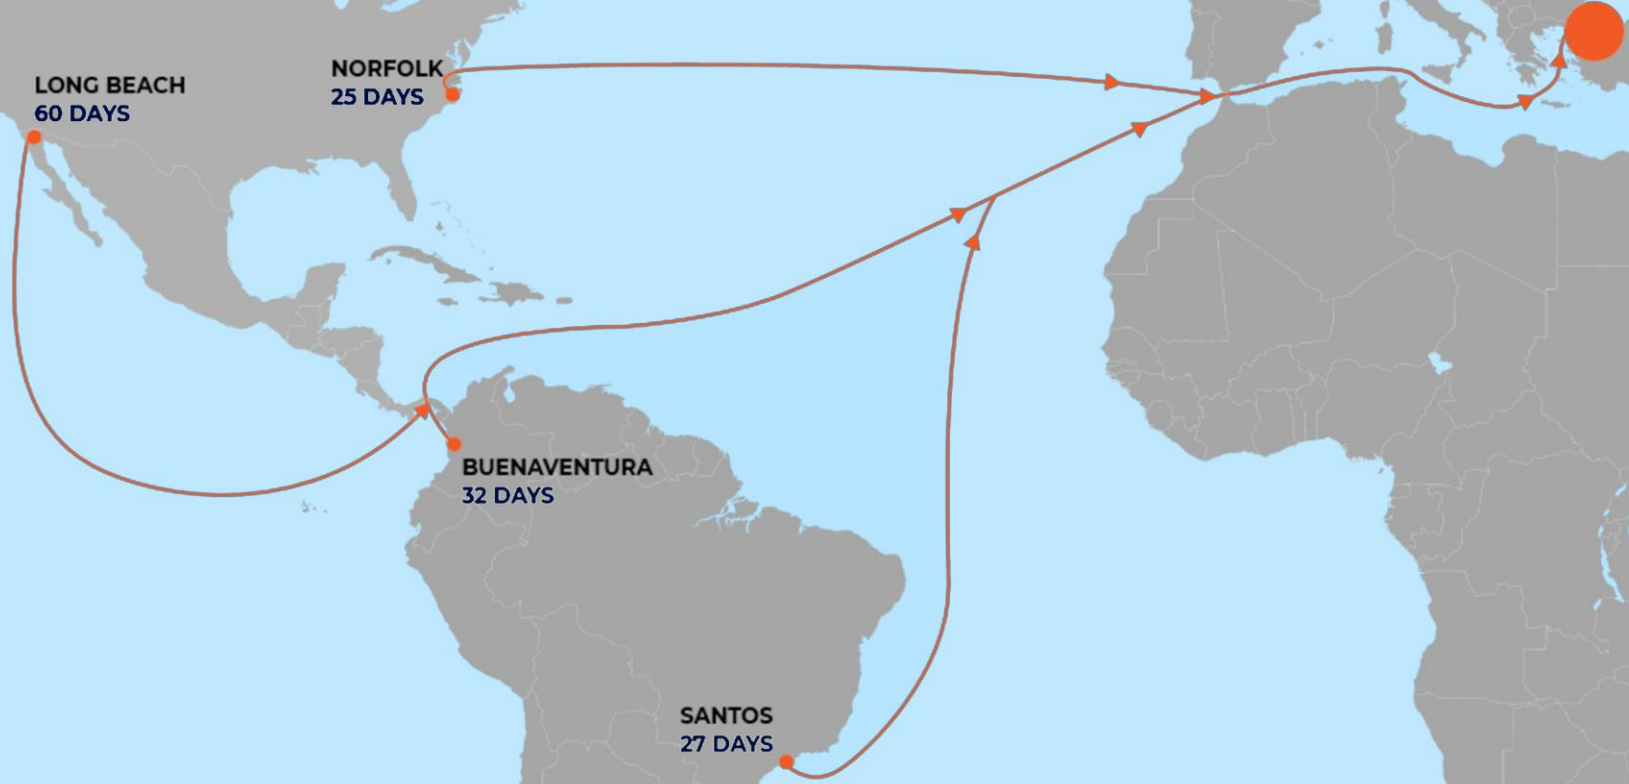 LONG BEACH
60 DAYS
NORFOLK
25 DAYS
BUENAVENTURA
32 DAYS
SANTOS
27 DAYS